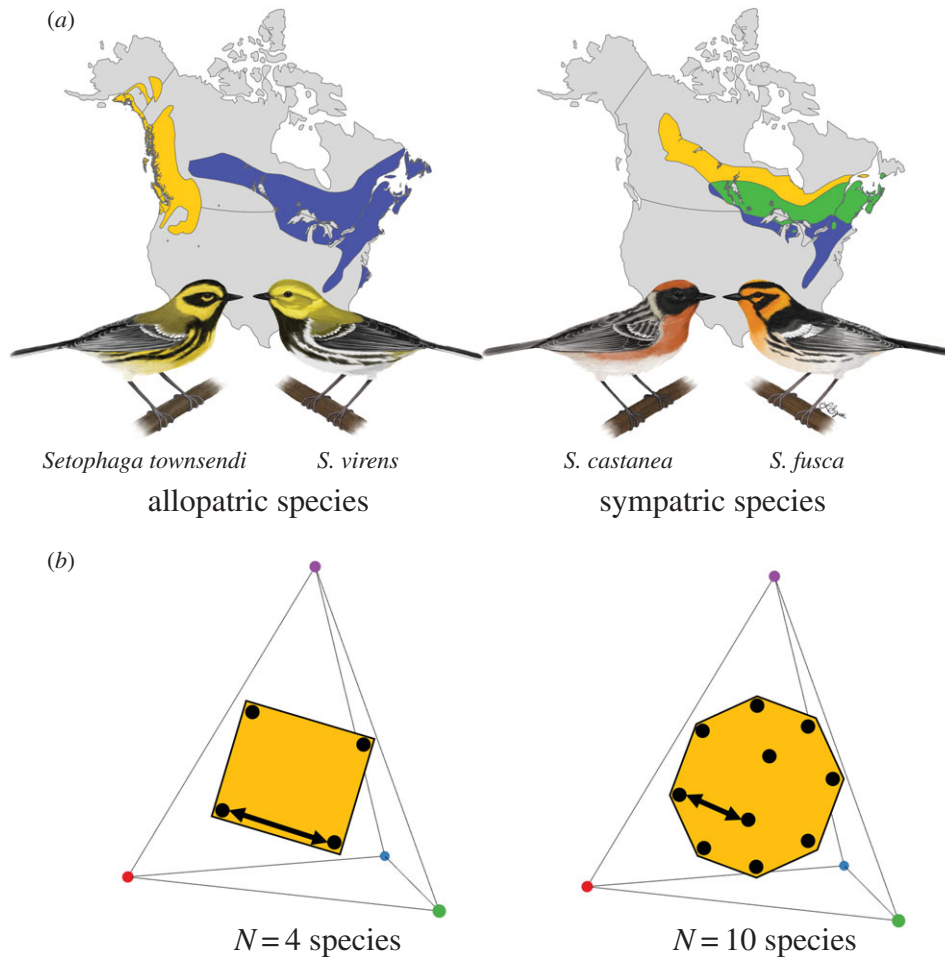 (a)
Setophaga townsendi
S. virens
S. castanea
S. fusca
allopatric species
sympatric species
(b)
N = 4 species
N = 10 species